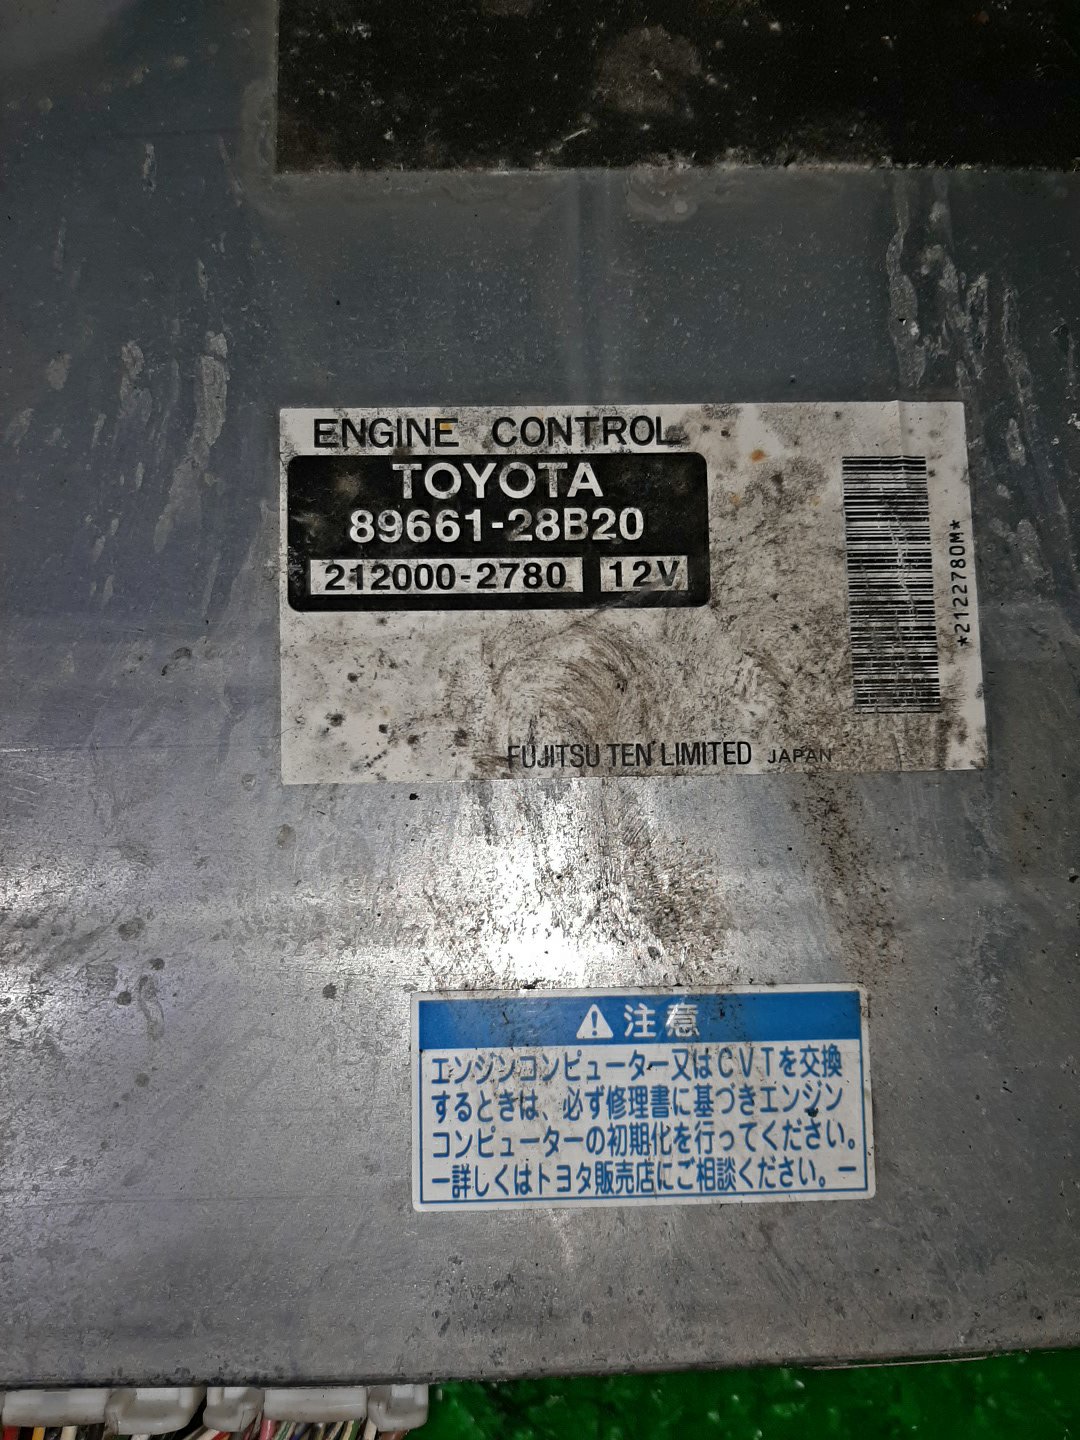 ENGINE CONTROL
TOYOTA
89661-28B20
212000-2780 12V
*2122780M*
FUJITSU TEN LIMITED JAPAN
注意
エンジンコンピューター又はCVTを交換
するときは、必ず修理書に基づきエンジン
コンピューターの初期化を行ってください。
ー詳しくはトヨタ販売店にご相談ください。ー